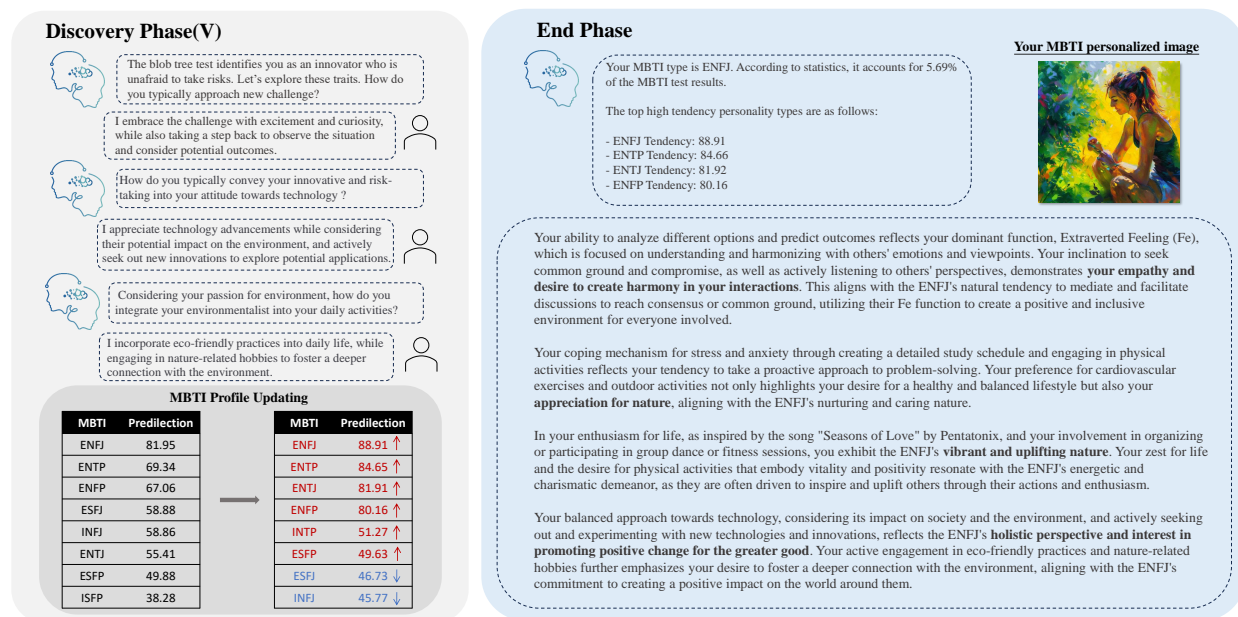 Discovery Phase(V)
The blob tree test identifies you as an innovator who is
unafraid to take risks. Let's explore these traits. How do
you typically approach new challenge?
I embrace the challenge with excitement and curiosity,
while also taking a step back to observe the situation
and consider potential outcomes.
How do you typically convey your innovative and risk-
taking into your attitude towards technology ?
I appreciate technology advancements while considering
their potential impact on the environment, and actively
seek out new innovations to explore potential applications.
Considering your passion for environment, how do you
integrate your environmentalist into your daily activities?
I incorporate eco-friendly practices into daily life, while
engaging in nature-related hobbies to foster a deeper
connection with the environment.
MBTI Profile Updating
MBTI Predilection
ENFJ 81.95
ENTP 69.34
ENFP 67.06
ESFJ 58.88
INFJ 58.86
ENTJ 55.41
ESFP 49.88
ISFP 38.28
MBTI Predilection
ENFJ 88.91 ↑
ENTP 84.65 ↑
ENTJ 81.91 ↑
ENFP 80.16 ↑
INTP 51.27 ↑
ESFP 49.63 ↑
ESFJ 46.73 ↓
INFJ 45.77 ↓
End Phase
Your MBTI type is ENFJ. According to statistics, it accounts for 5.69%
of the MBTI test results.
The top high tendency personality types are as follows:
- ENFJ Tendency: 88.91
- ENTP Tendency: 84.66
- ENTJ Tendency: 81.92
- ENFP Tendency: 80.16
Your MBTI personalized image
Your ability to analyze different options and predict outcomes reflects your dominant function, Extraverted Feeling (Fe),
which is focused on understanding and harmonizing with others' emotions and viewpoints. Your inclination to seek
common ground and compromise, as well as actively listening to others' perspectives, demonstrates your empathy and
desire to create harmony in your interactions. This aligns with the ENFJ's natural tendency to mediate and facilitate
discussions to reach consensus or common ground, utilizing their Fe function to create a positive and inclusive
environment for everyone involved.
Your coping mechanism for stress and anxiety through creating a detailed study schedule and engaging in physical
activities reflects your tendency to take a proactive approach to problem-solving. Your preference for cardiovascular
exercises and outdoor activities not only highlights your desire for a healthy and balanced lifestyle but also your
appreciation for nature, aligning with the ENFJ's nurturing and caring nature.
In your enthusiasm for life, as inspired by the song "Seasons of Love" by Pentatonix, and your involvement in organizing
or participating in group dance or fitness sessions, you exhibit the ENFJ's vibrant and uplifting nature. Your zest for life
and the desire for physical activities that embody vitality and positivity resonate with the ENFJ's energetic and
charismatic demeanor, as they are often driven to inspire and uplift others through their actions and enthusiasm.
Your balanced approach towards technology, considering its impact on society and the environment, and actively seeking
out and experimenting with new technologies and innovations, reflects the ENFJ's holistic perspective and interest in
promoting positive change for the greater good. Your active engagement in eco-friendly practices and nature-related
hobbies further emphasizes your desire to foster a deeper connection with the environment, aligning with the ENFJ's
commitment to creating a positive impact on the world around them.